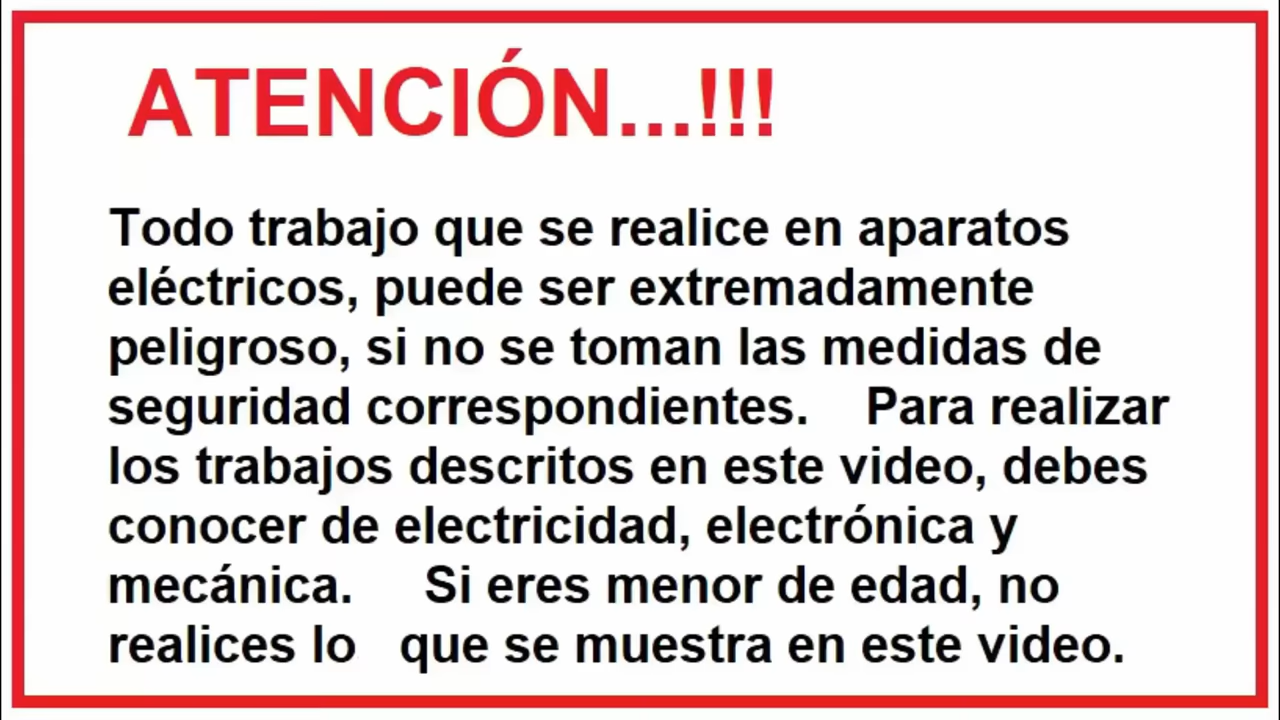 ATENCIÓN...!!!
Todo trabajo que se realice en aparatos
eléctricos, puede ser extremadamente
peligroso, si no se toman las medidas de
seguridad correspondientes. Para realizar
los trabajos descritos en este video, debes
conocer de electricidad, electrónica y
mecánica. Si eres menor de edad, no
realices lo que se muestra en este video.